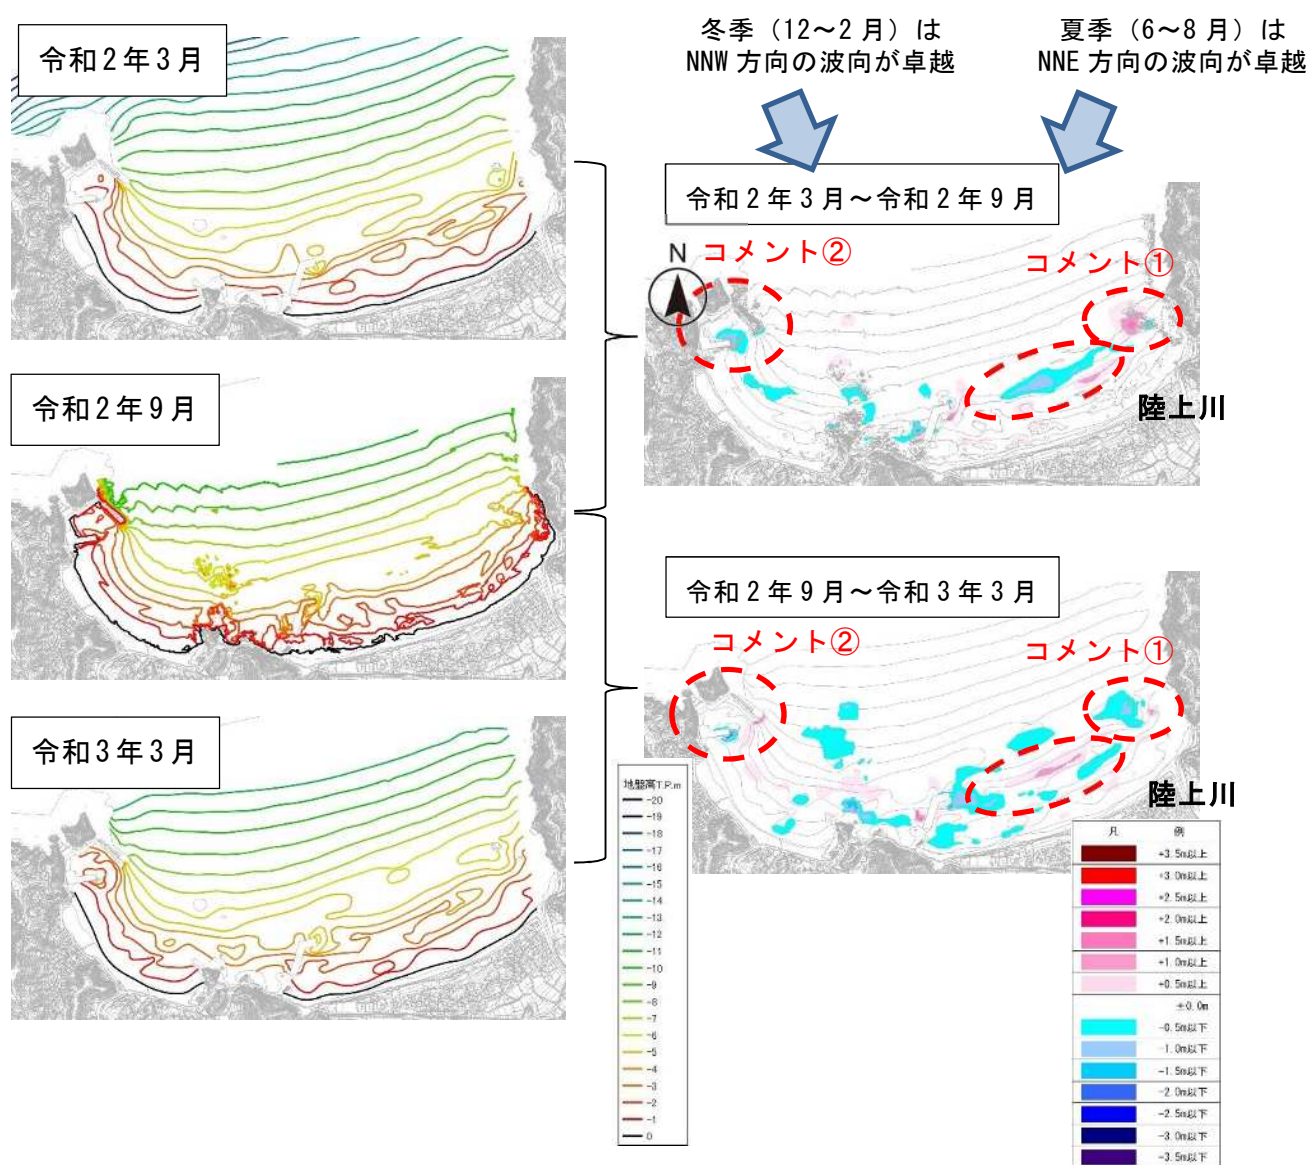 令和2年3月
冬季（12～2月）は
NNW 方向の波向が卓越
夏季（6～8月）は
NNE 方向の波向が卓越
令和2年3月～令和2年9月
N
コメント②
コメント①
陸上川
令和2年9月
令和2年9月～令和3年3月
コメント②
コメント①
陸上川
令和3年3月
地盤高T.P.m
-20
-19
-18
-17
-16
-15
-14
-13
-12
-11
-10
-9
-8
-7
-6
-5
-4
-3
-2
-1
0
凡 例
+3.5m以上
+3.0m以上
+2.5m以上
+2.0m以上
+1.5m以上
+1.0m以上
+0.5m以上
±0.0m
-0.5m以下
-1.0m以下
-1.5m以下
-2.0m以下
-2.5m以下
-3.0m以下
-3.5m以下